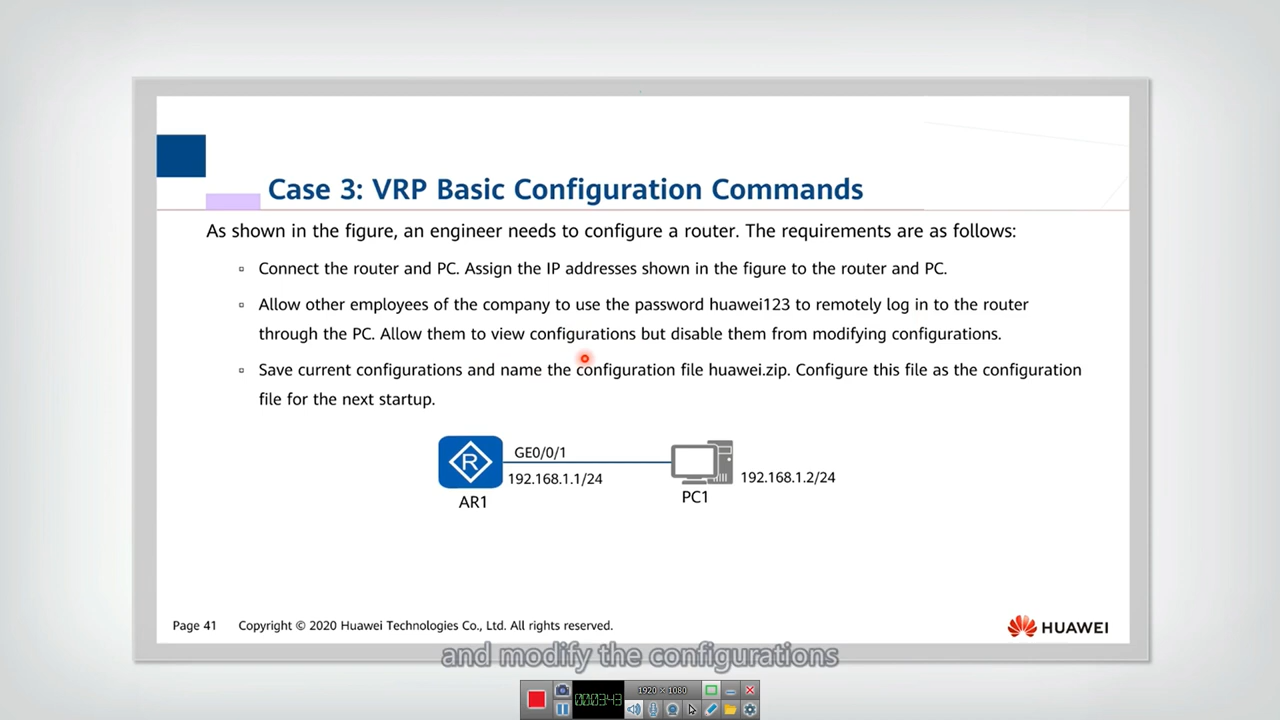 Case 3: VRP Basic Configuration Commands
As shown in the figure, an engineer needs to configure a router. The requirements are as follows:
Connect the router and PC. Assign the IP addresses shown in the figure to the router and PC.
Allow other employees of the company to use the password huawei123 to remotely log in to the router
through the PC. Allow them to view configurations but disable them from modifying configurations.
Save current configurations and name the configuration file huawei.zip. Configure this file as the configuration
file for the next startup.
R
GE0/0/1
192.168.1.1/24
AR1
192.168.1.2/24
PC1
Page 41 Copyright © 2020 Huawei Technologies Co., Ltd. All rights reserved.
HUAWEI
and modify the configurations
000:03:43
1920 × 1080